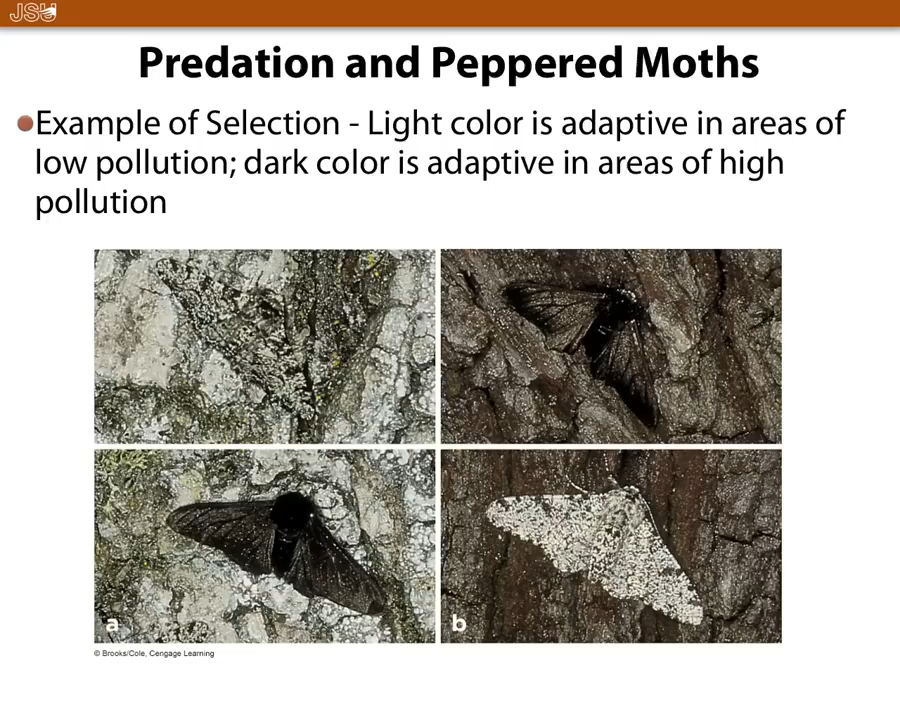 JSU
Predation and Peppered Moths
Example of Selection - Light color is adaptive in areas of
low pollution; dark color is adaptive in areas of high
pollution
a
b
© Brooks/Cole, Cengage Learning